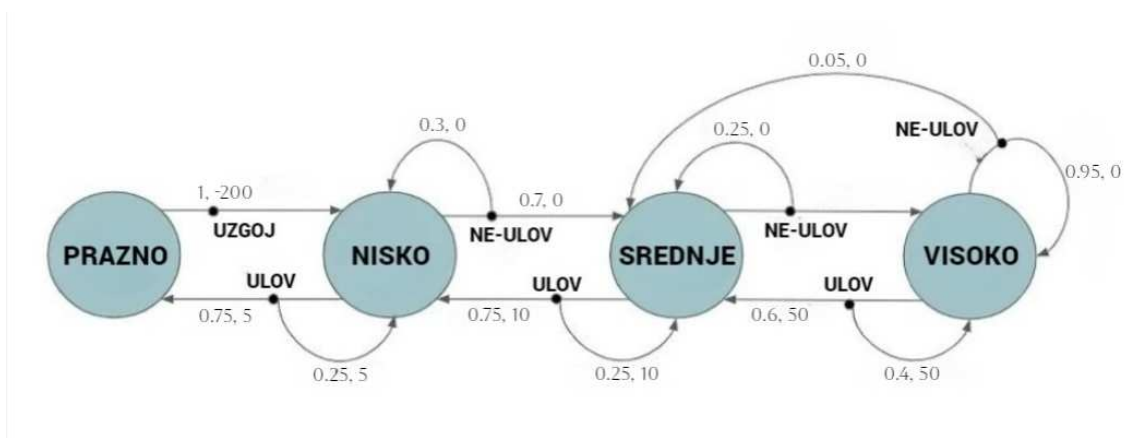 0.05, 0
NE-ULOV
0.3, 0
0.25, 0
0.95, 0
1, -200
0.7, 0
UZGOJ
NE-ULOV
NE-ULOV
PRAZNO
NISKO
SREDNJE
VISOKO
ULOV
ULOV
ULOV
0.75, 5
0.75, 10
0.6, 50
0.25, 5
0.25, 10
0.4, 50